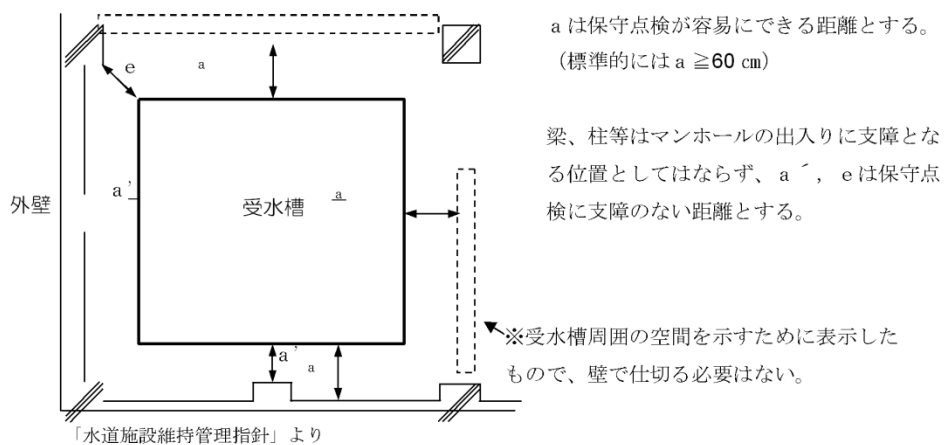 aは保守点検が容易にできる距離とする。
（標準的にはa≧60㎝）
e
a
梁、柱等はマンホールの出入りに支障とな
る位置としてはならず、a´，eは保守点
検に支障のない距離とする。
外壁
a’
受水槽
a
※受水槽周囲の空間を示すために表示した
もので、壁で仕切る必要はない。
a’
a
「水道施設維持管理指針」より